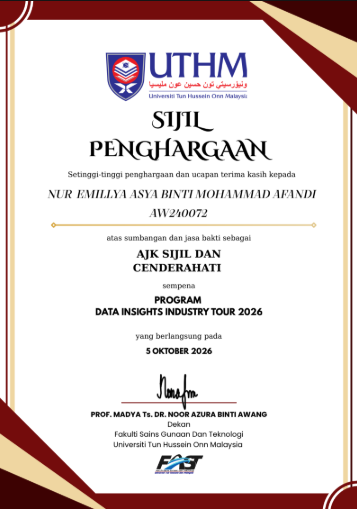 UTHM
ونيۏرسيتي تون حسين عون مليسيا
Universiti Tun Hussein Onn Malaysia
SIJIL
PENGHARGAAN
Setinggi-tinggi penghargaan dan ucapan terima kasih kepada
NUR EMILLYA ASYA BINTI MOHAMMAD AFANDI
AW240072
atas sumbangan dan jasa bakti sebagai
AJK SIJIL DAN
CENDERAHATI
sempena
PROGRAM
DATA INSIGHTS INDUSTRY TOUR 2026
yang berlangsung pada
5 OKTOBER 2026
PROF. MADYA Ts. DR. NOOR AZURA BINTI AWANG
Dekan
Fakulti Sains Gunaan Dan Teknologi
Universiti Tun Hussein Onn Malaysia
FAST